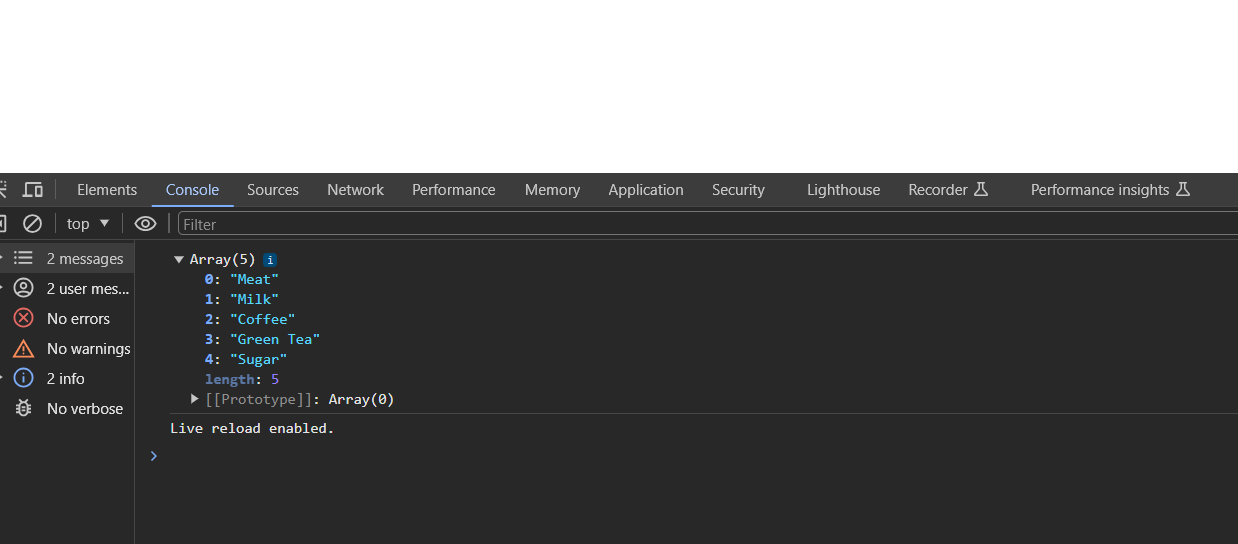 Elements Console Sources Network Performance Memory Application Security Lighthouse Recorder Performance insights
top Filter
2 messages
2 user mes...
No errors
No warnings
2 info
No verbose
Array(5) i
0: "Meat"
1: "Milk"
2: "Coffee"
3: "Green Tea"
4: "Sugar"
length: 5
[[Prototype]]: Array(0)
Live reload enabled.